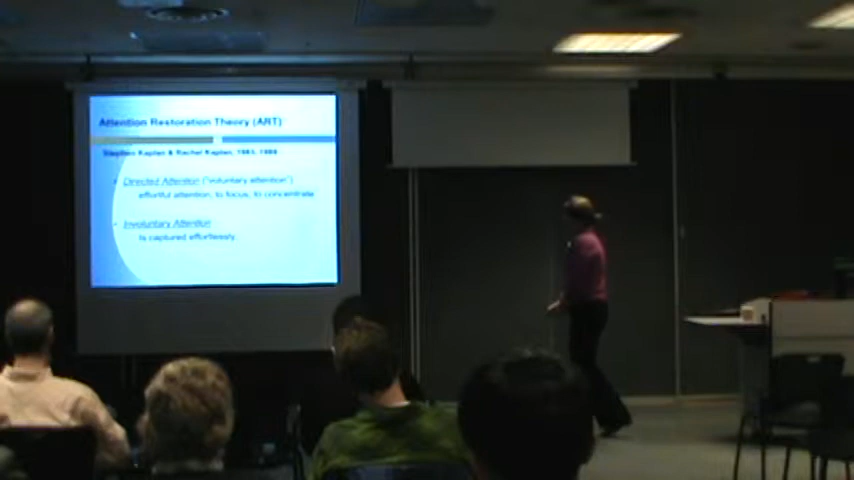 Attention Restoration Theory (ART)
Stephen Kaplan & Rachel Kaplan, 1983, 1989
• Directed Attention ("voluntary attention")
effortful attention, to focus, to concentrate
• Involuntary Attention
is captured effortlessly